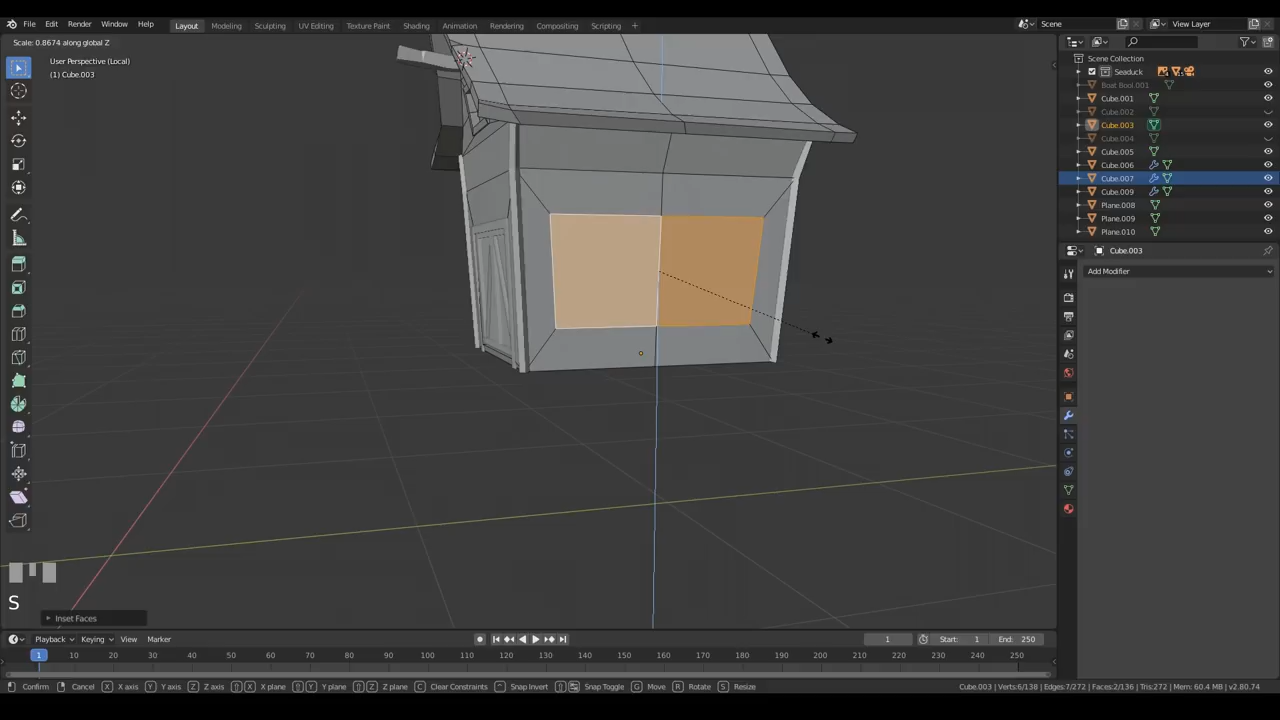 File Edit Render Window Help Layout Modeling Sculpting UV Editing Texture Paint Shading Animation Rendering Compositing Scripting + Scene View Layer
Scale: 0.8674 along global Z
User Perspective (Local)
(1) Cube.003
Scene Collection
Seaduck
Boat Bool.001
Cube.001
Cube.002
Cube.003
Cube.004
Cube.005
Cube.006
Cube.007
Cube.009
Plane.008
Plane.009
Plane.010
Cube.003
Add Modifier
S
Inset Faces
Playback Keying View Marker 1 Start: 1 End: 250
1 10 20 30 40 50 60 70 80 90 100 110 120 130 140 150 160 170 180 190 200 210 220 230 240 250
Confirm Cancel X X axis Y Y axis Z Z axis X X plane Y Y plane Z Z plane C Clear Constraints Snap Invert Snap Toggle G Move R Rotate S Resize Cube.003 | Verts:6/138 | Edges:7/272 | Faces:2/136 | Tris:272 | Mem: 60.4 MB | v2.80.74